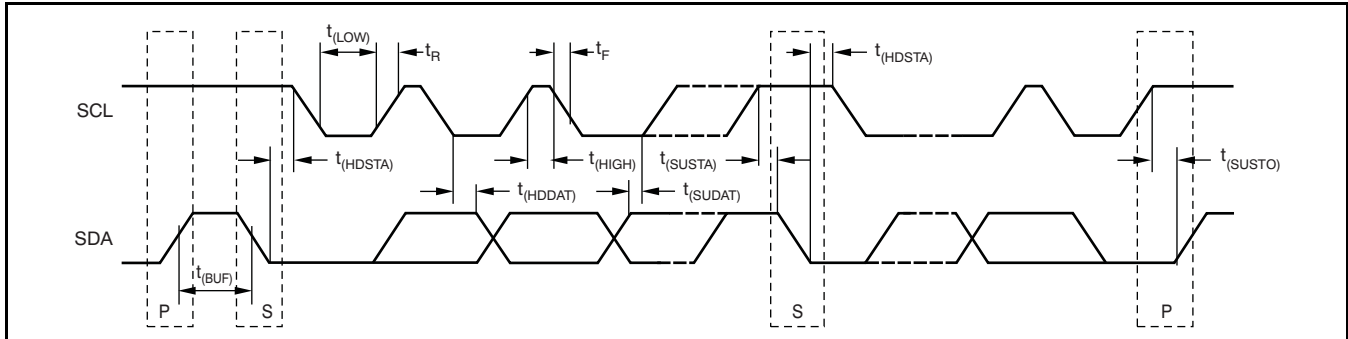 t(LOW)
tR
tF
t(HDSTA)
SCL
t(HDSTA)
t(HIGH)
t(SUSTA)
t(SUSTO)
t(HDDAT)
t(SUDAT)
SDA
t(BUF)
P
S
S
P